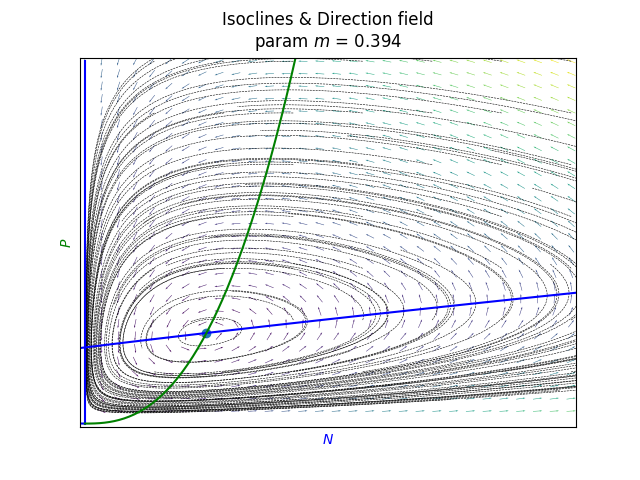 Isoclines & Direction field
param m = 0.394
P
N